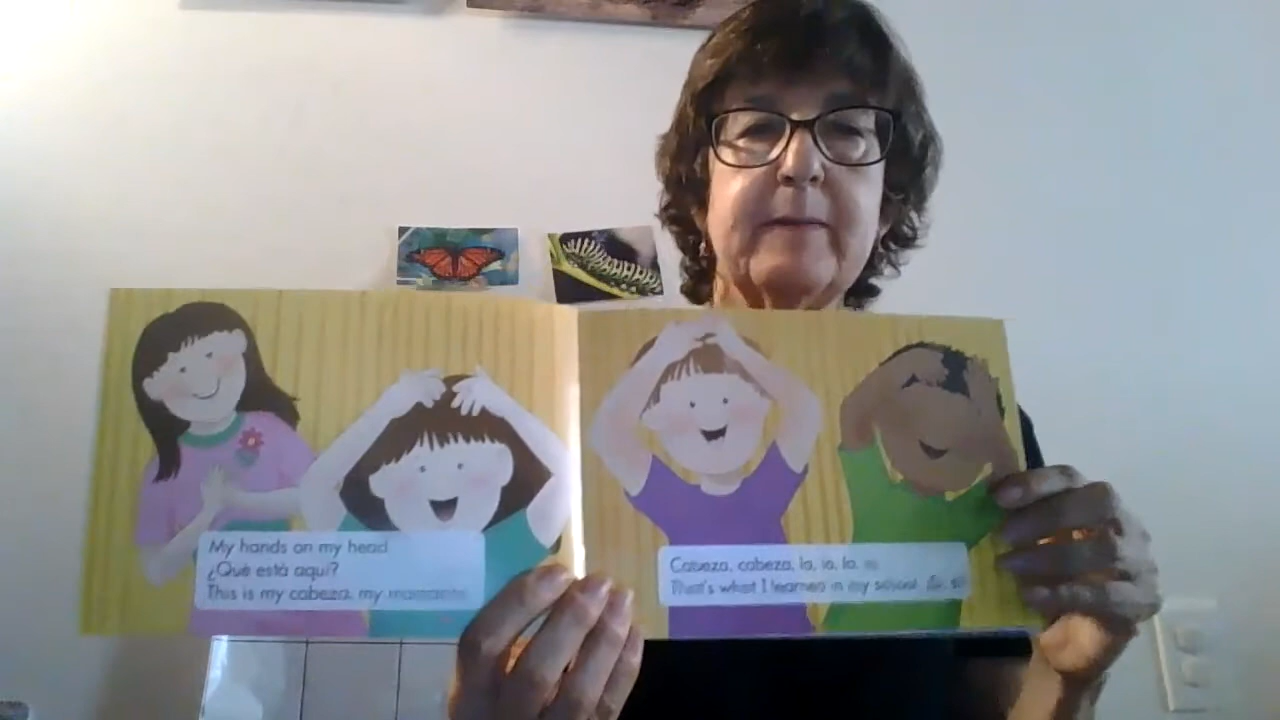 My hands on my head
¿Qué está aquí?
This is my cabeza, my mamacita.
Cabeza, cabeza, la, la, la,
That's what I learned in my school.